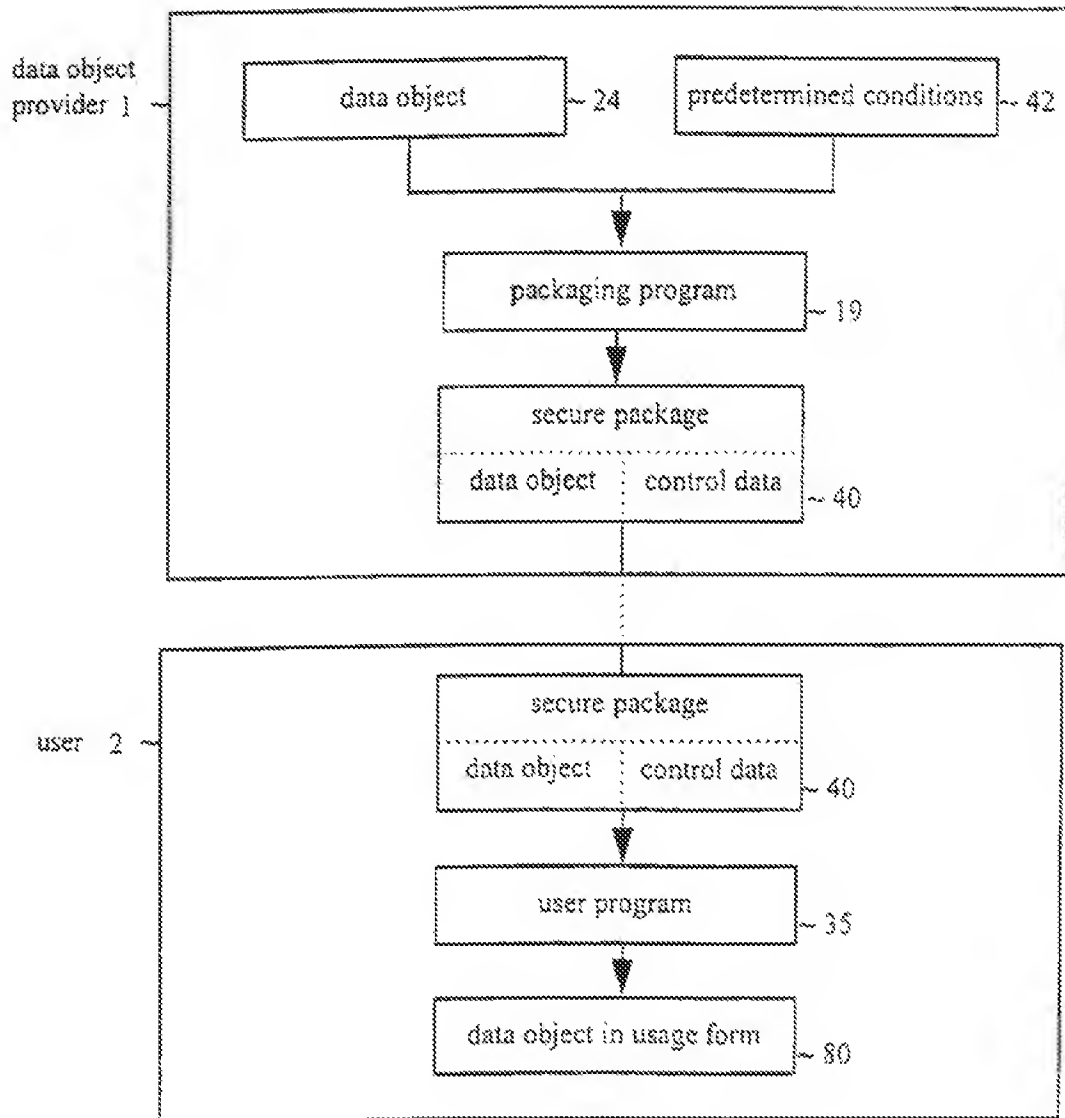 data object
provider 1 ~
data object ~ 24
predetermined conditions ~ 42
packaging program ~ 19
secure package
data object control data ~ 40
user 2 ~
secure package
data object control data ~ 40
user program ~ 35
data object in usage form ~ 80